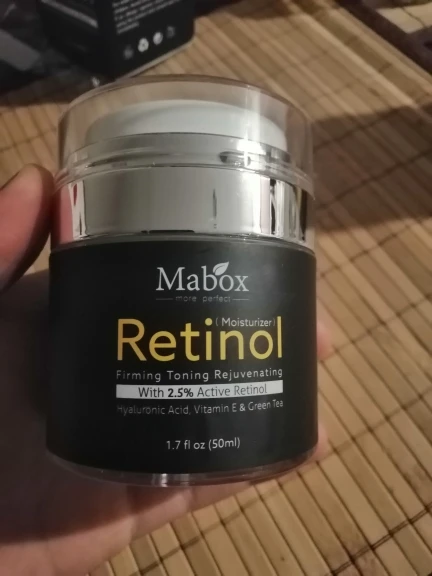 Mabox
more perfect
(Moisturizer)
Retinol
Firming Toning Rejuvenating
With 2.5% Active Retinol
Hyaluronic Acid, Vitamin E & Green Tea
1.7 fl oz (50ml)